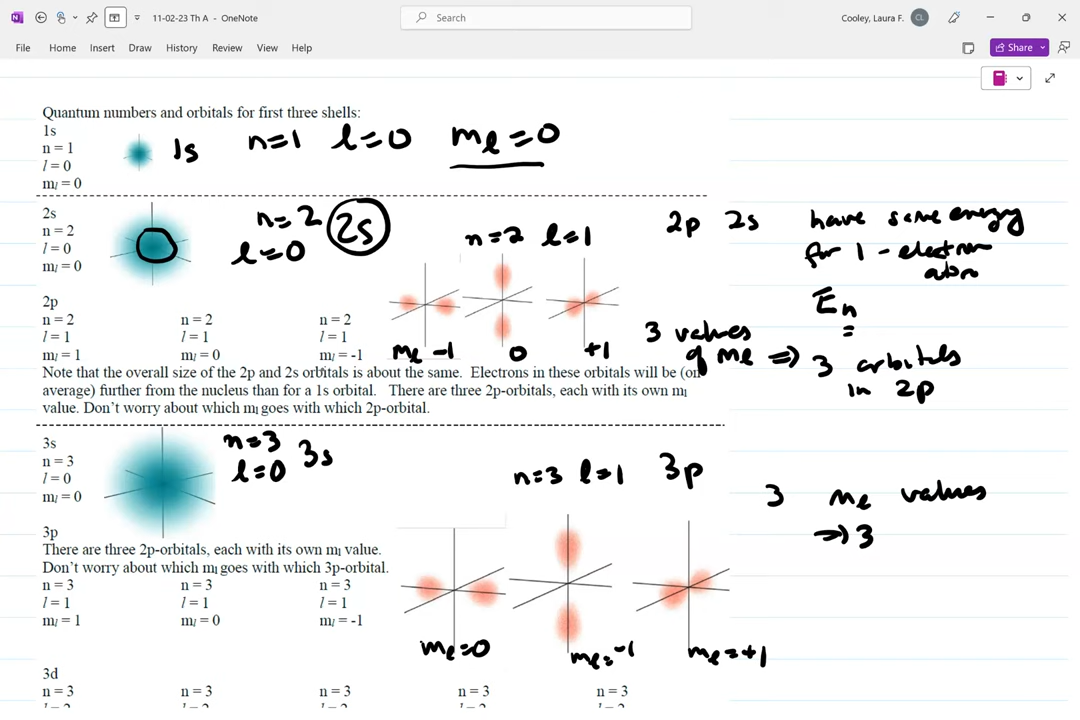 11-02-23 Th A - OneNote
Search
Cooley, Laura F.
CA
File Home Insert Draw History Review View Help
Share
Quantum numbers and orbitals for first three shells:
1s
n = 1
l = 0
ml = 0
1s n=1 l=0 ml=0
2s
n = 2
l = 0
ml = 0
n=2 2s
l=0
n=2 l=1
2p 2s have same energy
for 1-electron
atom
En
2p
n = 2 n = 2 n = 2
l = 1 l = 1 l = 1
ml = 1 ml = 0 ml = -1
ml -1 0 +1
3 values
of ml => 3 orbitals
in 2p
Note that the overall size of the 2p and 2s orbitals is about the same. Electrons in these orbitals will be (on
average) further from the nucleus than for a 1s orbital. There are three 2p-orbitals, each with its own ml
value. Don't worry about which ml goes with which 2p-orbital.
3s
n = 3
l = 0
ml = 0
n=3 3s
l=0
n=3 l=1 3p
3 ml values
=> 3
3p
There are three 2p-orbitals, each with its own ml value.
Don't worry about which ml goes with which 3p-orbital.
n = 3 n = 3 n = 3
l = 1 l = 1 l = 1
ml = 1 ml = 0 ml = -1
ml=0 ml=-1 ml=+1
3d
n = 3 n = 3 n = 3 n = 3 n = 3